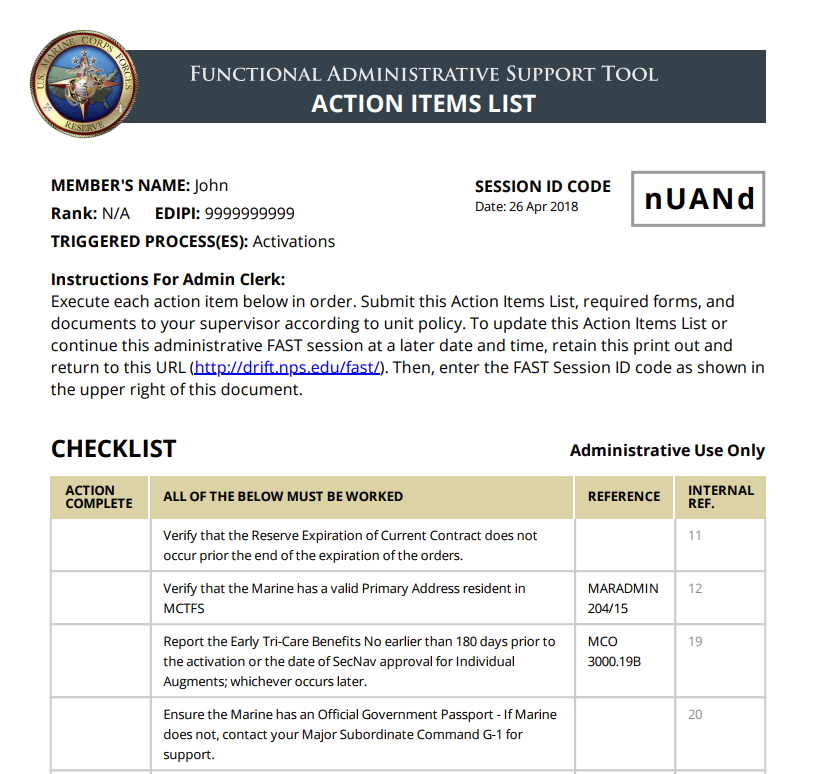 U.S. MARINE CORPS FORCES
RESERVE
FUNCTIONAL ADMINISTRATIVE SUPPORT TOOL
ACTION ITEMS LIST
MEMBER'S NAME: John
Rank: N/A EDIPI: 9999999999
TRIGGERED PROCESS(ES): Activations
SESSION ID CODE
Date: 26 Apr 2018
nUANd
Instructions For Admin Clerk:
Execute each action item below in order. Submit this Action Items List, required forms, and
documents to your supervisor according to unit policy. To update this Action Items List or
continue this administrative FAST session at a later date and time, retain this print out and
return to this URL (http://drift.nps.edu/fast/). Then, enter the FAST Session ID code as shown in
the upper right of this document.
CHECKLIST
Administrative Use Only
ACTION
COMPLETE
ALL OF THE BELOW MUST BE WORKED
REFERENCE
INTERNAL
REF.
Verify that the Reserve Expiration of Current Contract does not
occur prior the end of the expiration of the orders.
11
Verify that the Marine has a valid Primary Address resident in
MCTFS
MARADMIN
204/15
12
Report the Early Tri-Care Benefits No earlier than 180 days prior to
the activation or the date of SecNav approval for Individual
Augments; whichever occurs later.
MCO
3000.19B
19
Ensure the Marine has an Official Government Passport - If Marine
does not, contact your Major Subordinate Command G-1 for
support.
20